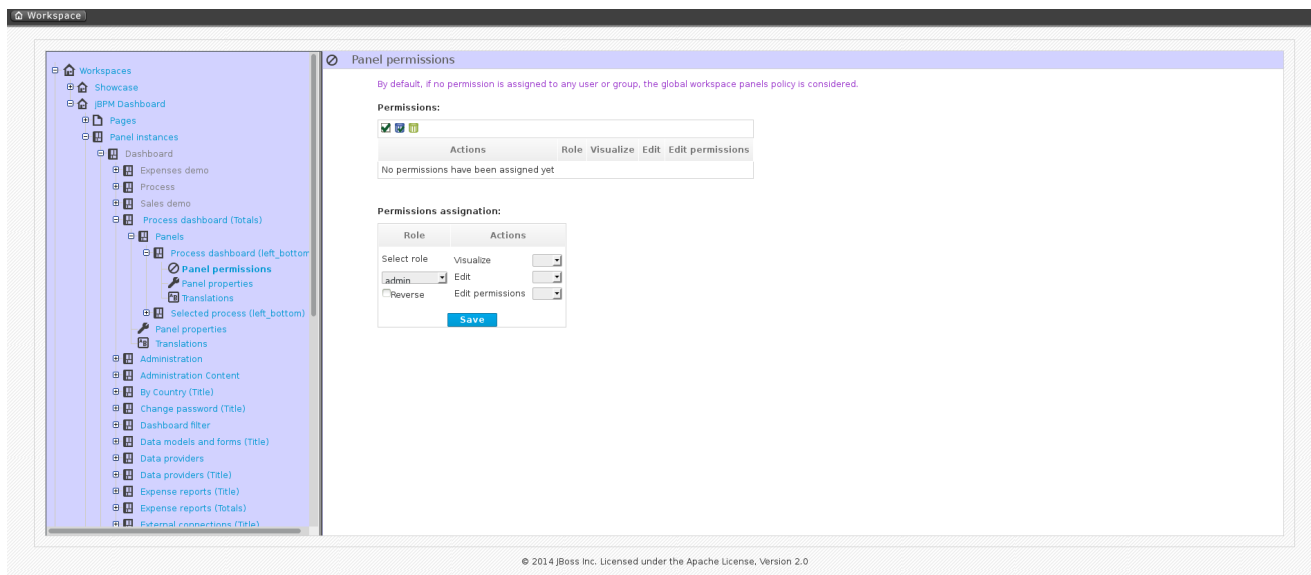 Workspace
Workspaces
Showcase
jBPM Dashboard
Pages
Panel instances
Dashboard
Expenses demo
Process
Sales demo
Process dashboard (Totals)
Panels
Process dashboard (left_bottom
Panel permissions
Panel properties
Translations
Selected process (left_bottom)
Panel properties
Translations
Administration
Administration Content
By Country (Title)
Change password (Title)
Dashboard filter
Data models and forms (Title)
Data providers
Data providers (Title)
Expense reports (Title)
Expense reports (Totals)
External connections (Title)
Panel permissions
By default, if no permission is assigned to any user or group, the global workspace panels policy is considered.
Permissions:
Actions Role Visualize Edit Edit permissions
No permissions have been assigned yet
Permissions assignation:
Role Actions
Select role Visualize
admin Edit
Reverse Edit permissions
Save
© 2014 JBoss Inc. Licensed under the Apache License, Version 2.0